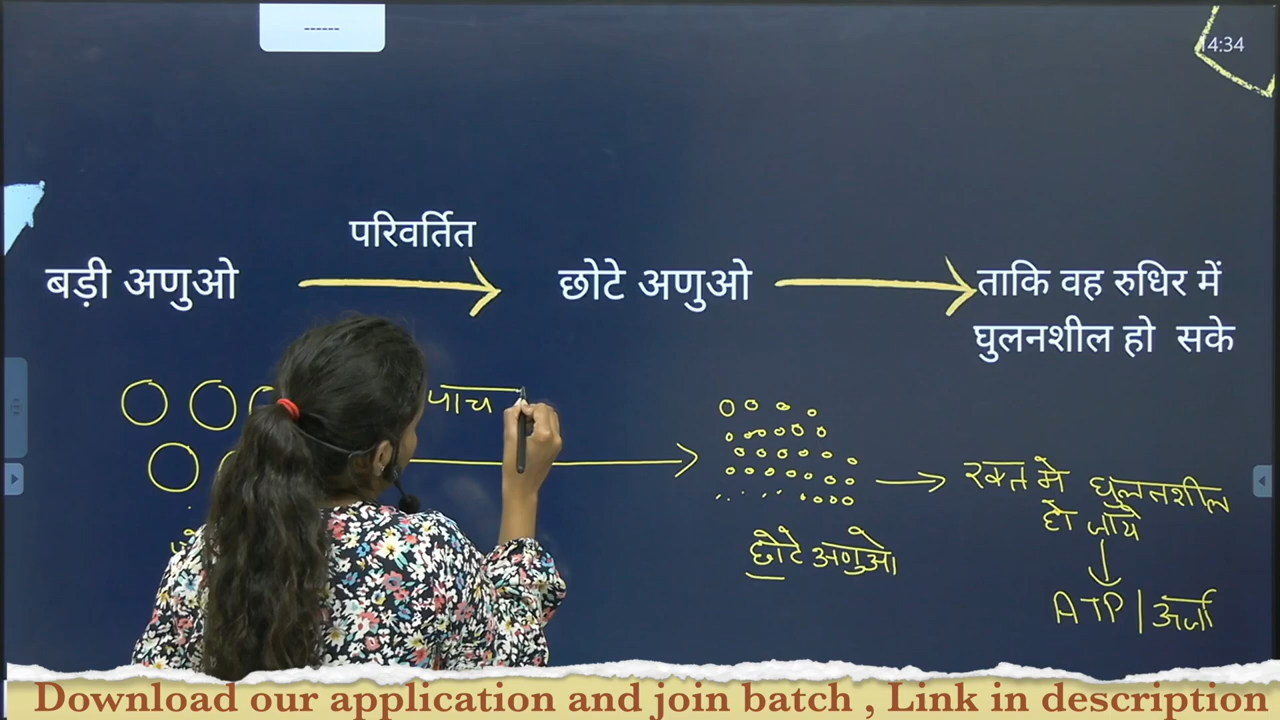 ------
14:34
परिवर्तित
बड़ी अणुओ
छोटे अणुओ
ताकि वह रुधिर में
घुलनशील हो सके
पाच
रक्त मे घुलनशील
हो जाये
छोटे अणुओ
ATP | ऊर्जा
Download our application and join batch , Link in description